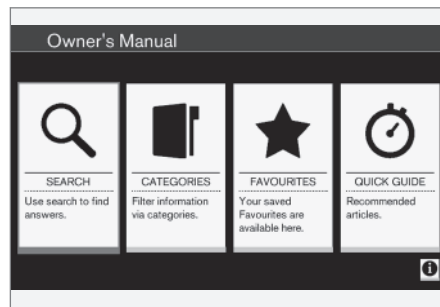 Owner's Manual
SEARCH
Use search to find
answers.
CATEGORIES
Filter information
via categories.
FAVOURITES
Your saved
Favourites are
available here.
QUICK GUIDE
Recommended
articles.
i